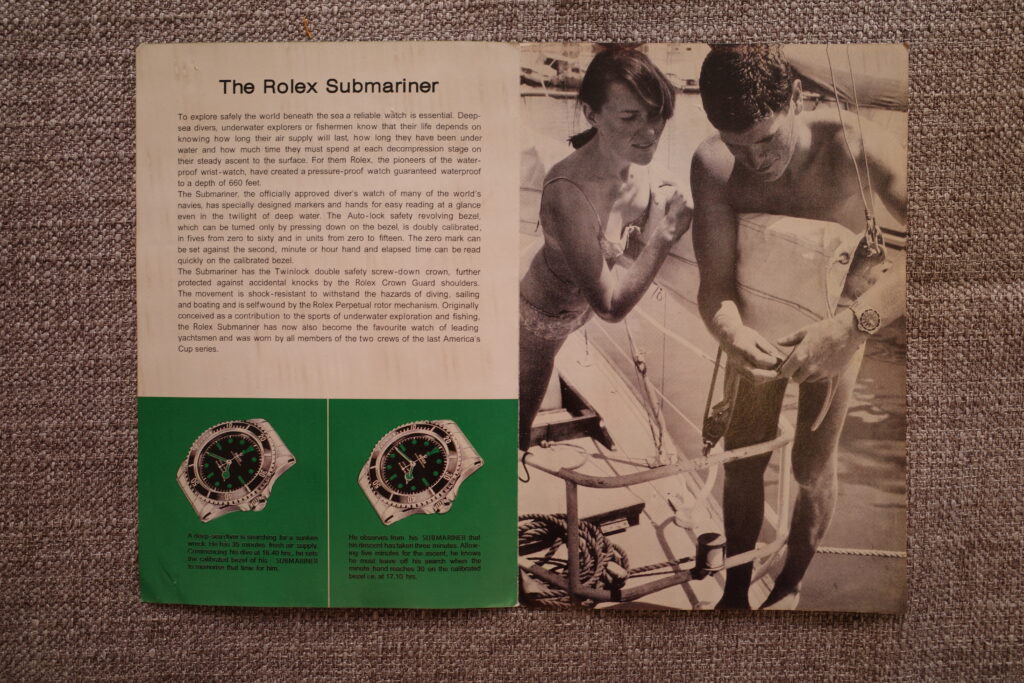 The Rolex Submariner
To explore safely the world beneath the sea a reliable watch is essential. Deep-
sea divers, underwater explorers or fishermen know that their life depends on
knowing how long their air supply will last, how long they have been under
water and how much time they must spend at each decompression stage on
their steady ascent to the surface. For them Rolex, the pioneers of the water-
proof wrist-watch, have created a pressure-proof watch guaranteed waterproof
to a depth of 660 feet.
The Submariner, the officially approved diver's watch of many of the world's
navies, has specially designed markers and hands for easy reading at a glance
even in the twilight of deep water. The Auto-lock safety revolving bezel,
which can be turned only by pressing down on the bezel, is doubly calibrated,
in fives from zero to sixty and in units from zero to fifteen. The zero mark can
be set against the second, minute or hour hand and elapsed time can be read
quickly on the calibrated bezel.
The Submariner has the Twinlock double safety screw-down crown, further
protected against accidental knocks by the Rolex Crown Guard shoulders.
The movement is shock-resistant to withstand the hazards of diving, sailing
and boating and is selfwound by the Rolex Perpetual rotor mechanism. Originally
conceived as a contribution to the sports of underwater exploration and fishing,
the Rolex Submariner has now also become the favourite watch of leading
yachtsmen and was worn by all members of the two crews of the last America's
Cup series.
A deep-sea diver is searching for a sunken
wreck. He has 35 minutes fresh air supply.
Commencing his dive at 16.40 hrs., he sets
the calibrated bezel of his SUBMARINER
to memorise that time for him.
He observes from his SUBMARINER that
his descent has taken three minutes. Allow-
ing five minutes for the ascent, he knows
he must leave off his search when the
minute hand reaches 30 on the calibrated
bezel i.e. at 17.10 hrs.